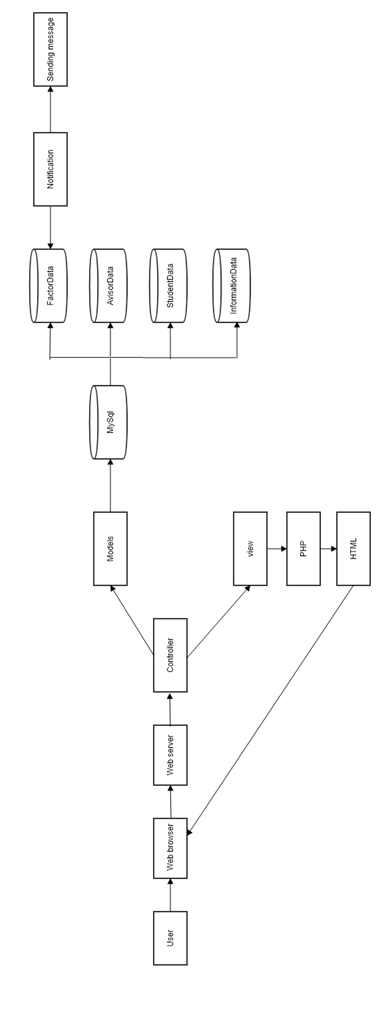 Sending message
Notification
FactorData
AvisorData
StudentData
InformationData
MySql
Models
view
PHP
HTML
Controller
Web server
Web browser
User